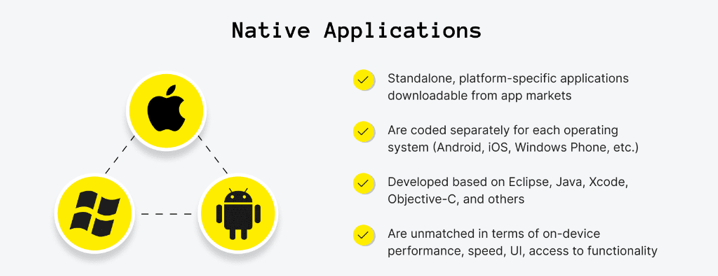 Native Applications
Standalone, platform-specific applications
downloadable from app markets
Are coded separately for each operating
system (Android, iOS, Windows Phone, etc.)
Developed based on Eclipse, Java, Xcode,
Objective-C, and others
Are unmatched in terms of on-device
performance, speed, UI, access to functionality